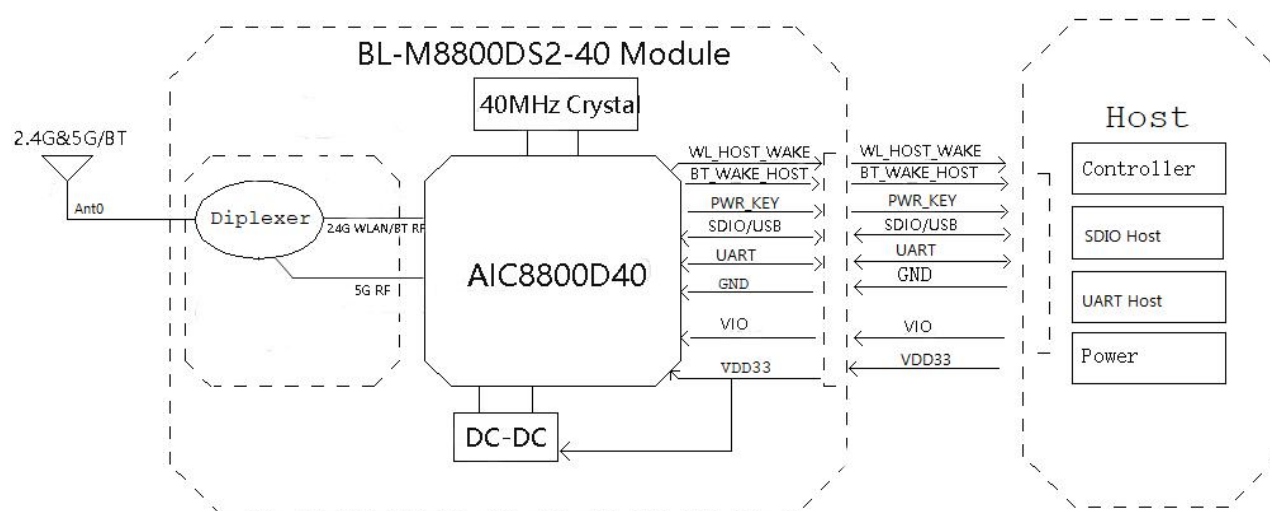 BL-M8800DS2-40 Module
40MHz Crystal
Host
2.4G&5G/BT
Ant0
Diplexer
2.4G WLAN/BT RF
5G RF
AIC8800D40
DC-DC
WL_HOST_WAKE
BT_WAKE_HOST
PWR_KEY
SDIO/USB
UART
GND
VIO
VDD33
WL_HOST_WAKE
BT_WAKE_HOST
PWR_KEY
SDIO/USB
UART
GND
VIO
VDD33
Controller
SDIO Host
UART Host
Power